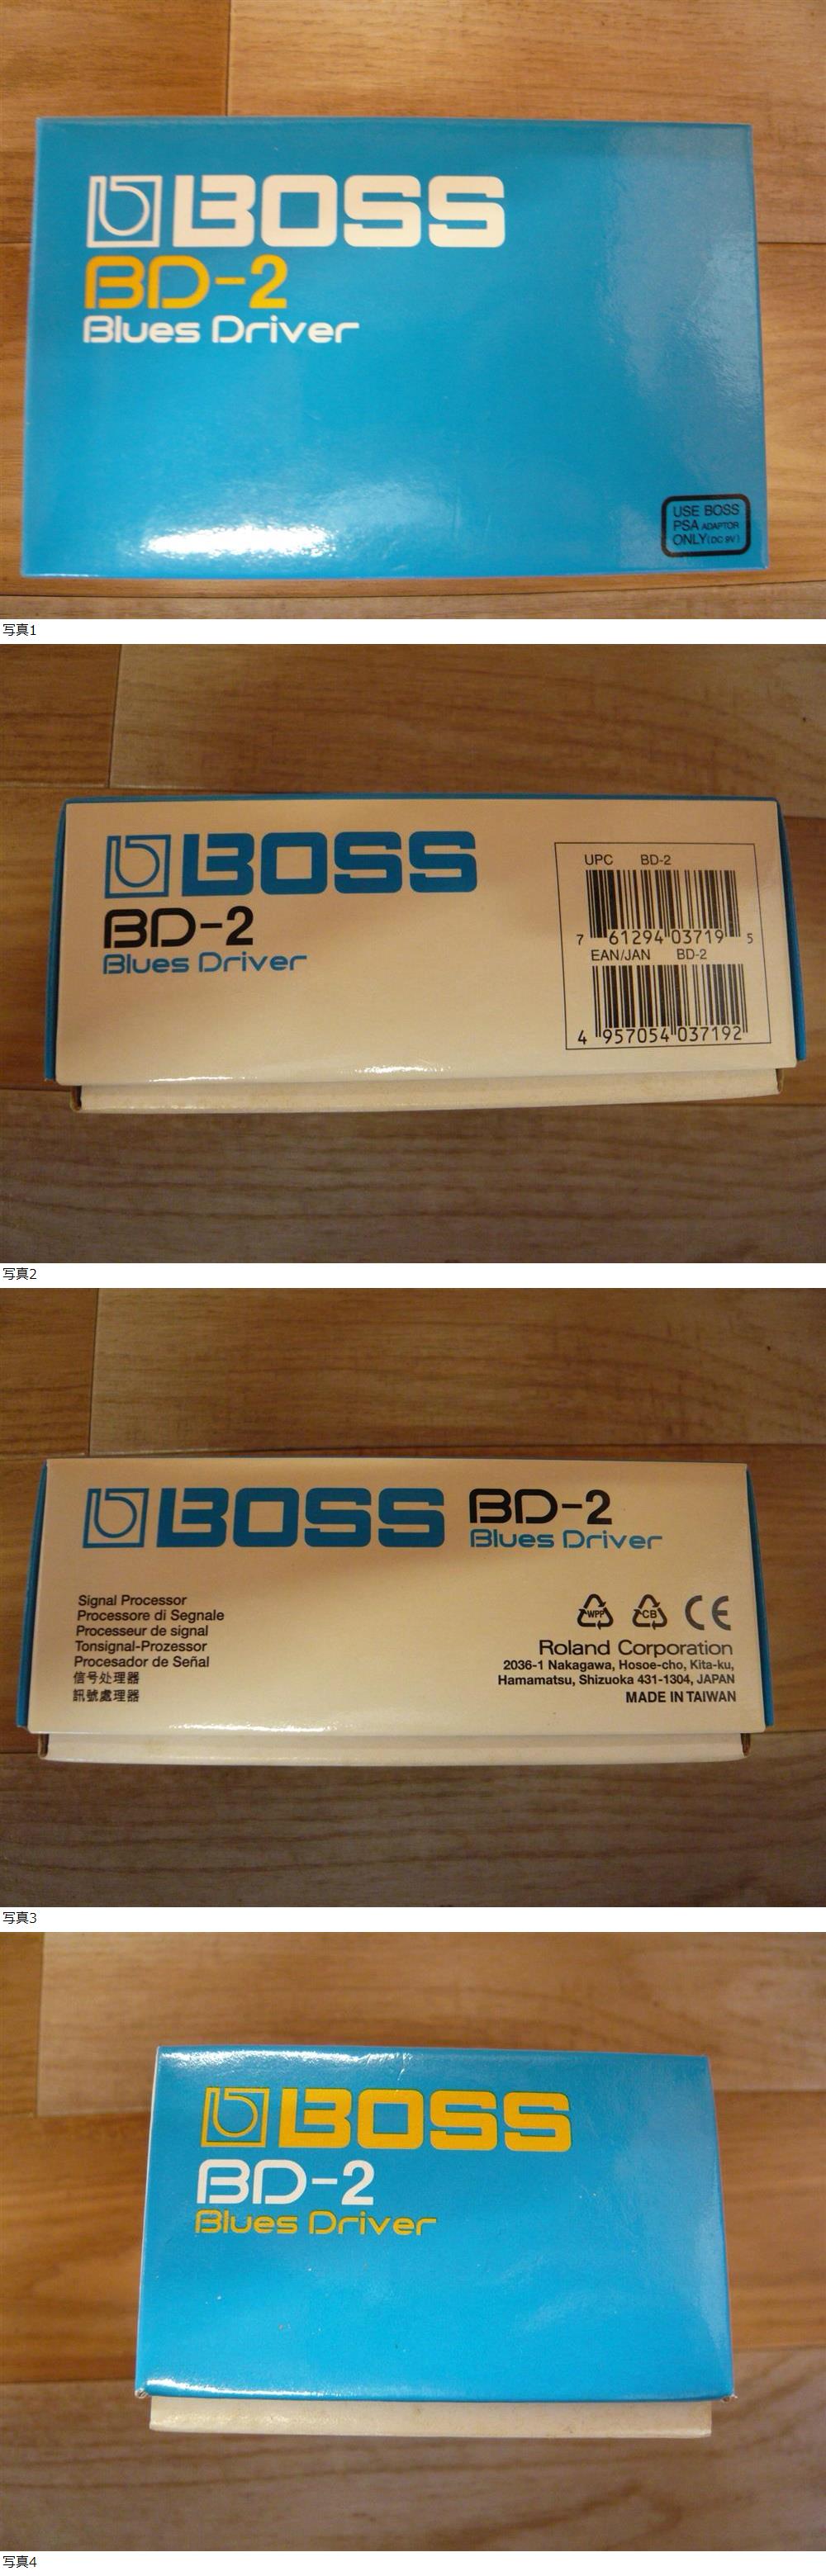 BOSS
BD-2
Blues Driver
USE BOSS
PSA ADAPTOR
ONLY(DC 9V)
写真1
BOSS
BD-2
Blues Driver
UPC BD-2
7 61294 03719 5
EAN/JAN BD-2
4 957054 037192
写真2
BOSS BD-2
Blues Driver
Signal Processor
Processore di Segnale
Processeur de signal
Tonsignal-Prozessor
Procesador de Señal
信号处理器
訊號處理器
WPF CB CE
Roland Corporation
2036-1 Nakagawa, Hosoe-cho, Kita-ku,
Hamamatsu, Shizuoka 431-1304, JAPAN
MADE IN TAIWAN
写真3
BOSS
BD-2
Blues Driver
写真4